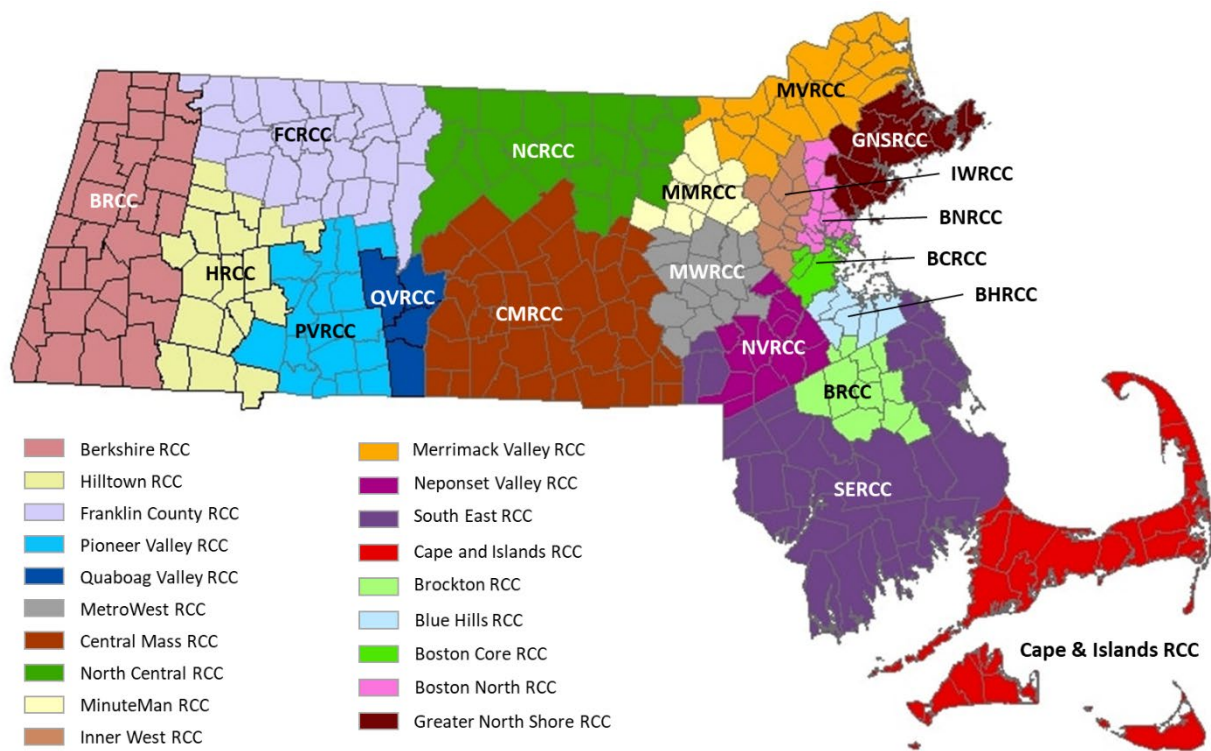 MVRCC
FCRCC
NCRCC
GNSRCC
BRCC
MMRCC
IWRCC
BNRCC
HRCC
QVRCC
MWRCC
BCRCC
PVRCC
CMRCC
BHRCC
NVRCC
BRCC
SERCC
Cape & Islands RCC
Berkshire RCC
Hilltown RCC
Franklin County RCC
Pioneer Valley RCC
Quaboag Valley RCC
MetroWest RCC
Central Mass RCC
North Central RCC
MinuteMan RCC
Inner West RCC
Merrimack Valley RCC
Neponset Valley RCC
South East RCC
Cape and Islands RCC
Brockton RCC
Blue Hills RCC
Boston Core RCC
Boston North RCC
Greater North Shore RCC